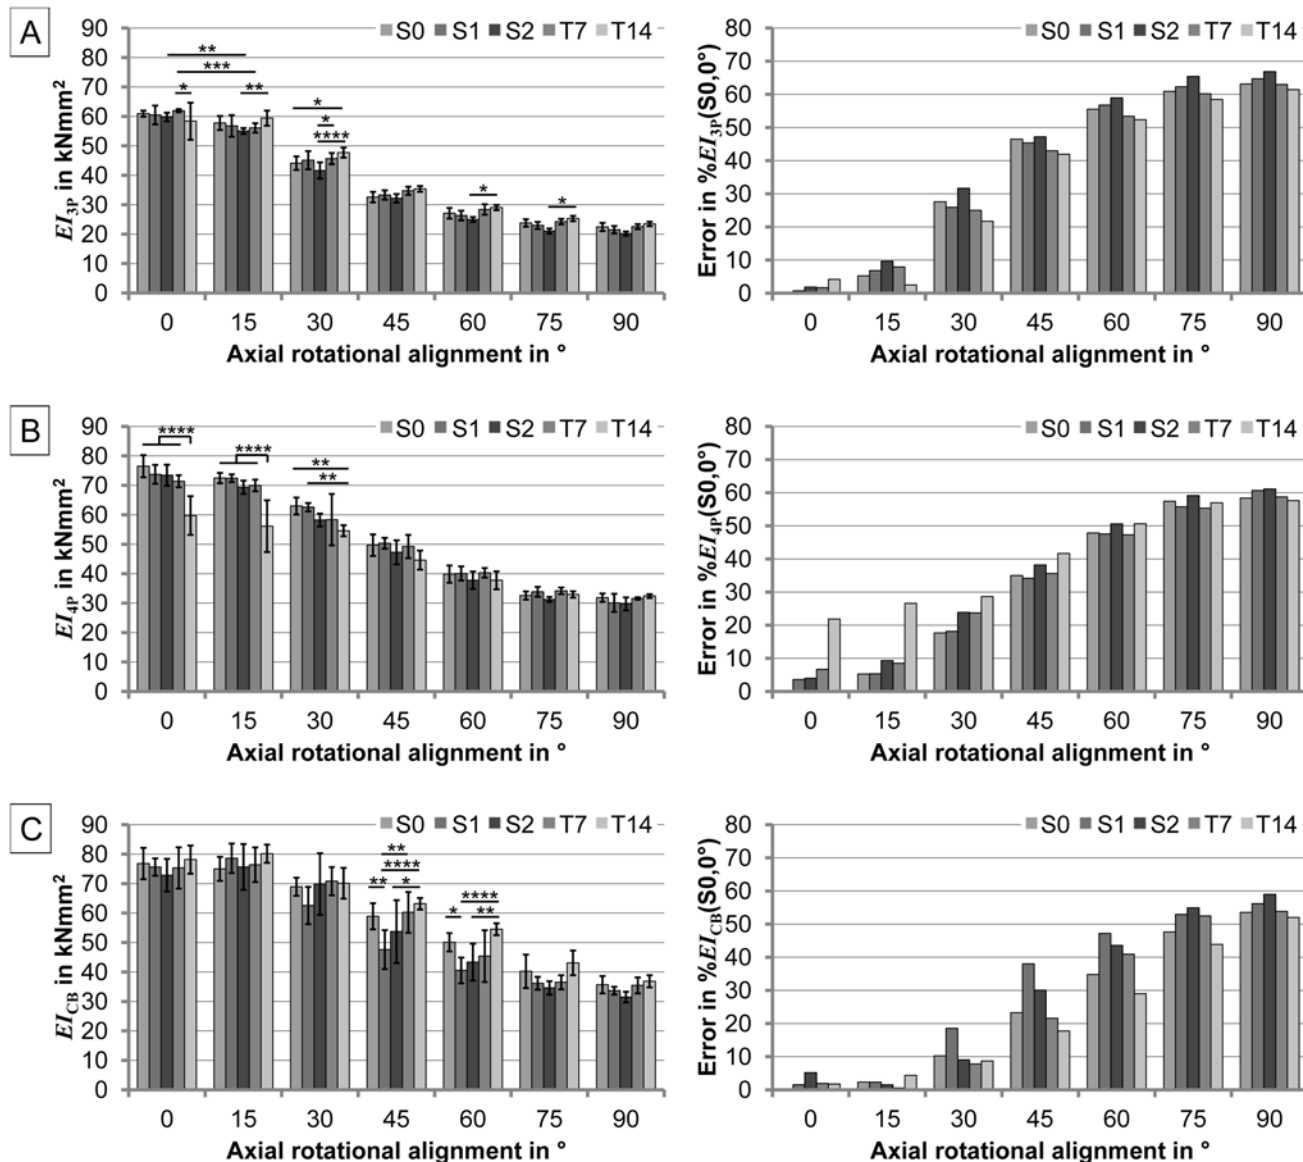 A
EI3P in kNmm²
90
80
70
60
50
40
30
20
10
0
S0 S1 S2 T7 T14
**
***
* **
*
*
****
*
*
0 15 30 45 60 75 90
Axial rotational alignment in °
Error in %EI3P(S0,0°)
80
70
60
50
40
30
20
10
0
S0 S1 S2 T7 T14
0 15 30 45 60 75 90
Axial rotational alignment in °
B
EI4P in kNmm²
90
80
70
60
50
40
30
20
10
0
S0 S1 S2 T7 T14
****
****
**
**
0 15 30 45 60 75 90
Axial rotational alignment in °
Error in %EI4P(S0,0°)
80
70
60
50
40
30
20
10
0
S0 S1 S2 T7 T14
0 15 30 45 60 75 90
Axial rotational alignment in °
C
EICB in kNmm²
90
80
70
60
50
40
30
20
10
0
S0 S1 S2 T7 T14
**
****
** *
****
* **
0 15 30 45 60 75 90
Axial rotational alignment in °
Error in %EICB(S0,0°)
80
70
60
50
40
30
20
10
0
S0 S1 S2 T7 T14
0 15 30 45 60 75 90
Axial rotational alignment in °